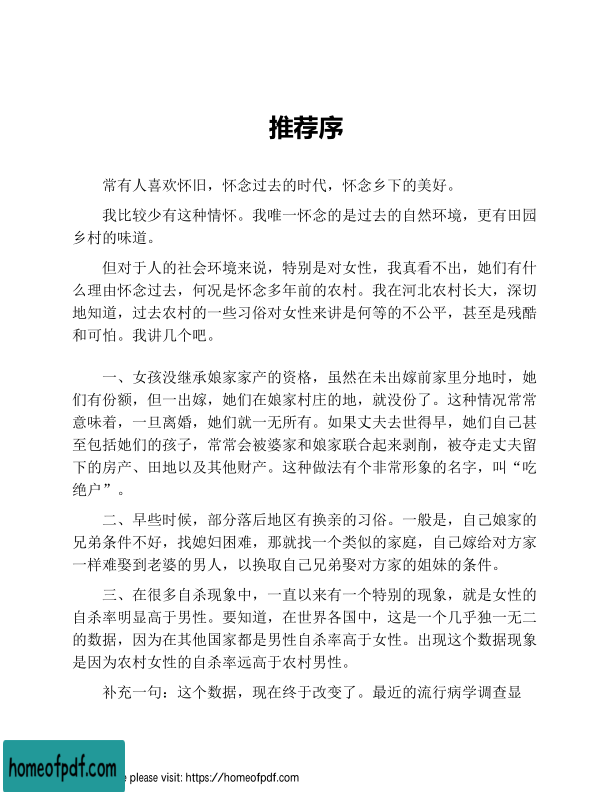 推荐序
常有人喜欢怀旧，怀念过去的时代，怀念乡下的美好。
我比较少有这种情怀。我唯一怀念的是过去的自然环境，更有田园
乡村的味道。
但对于人的社会环境来说，特别是对女性，我真看不出，她们有什
么理由怀念过去，何况是怀念多年前的农村。我在河北农村长大，深切
地知道，过去农村的一些习俗对女性来讲是何等的不公平，甚至是残酷
和可怕。我讲几个吧。
一、女孩没继承娘家家产的资格，虽然在未出嫁前家里分地时，她
们有份额，但一出嫁，她们在娘家村庄的地，就没份了。这种情况常常
意味着，一旦离婚，她们就一无所有。如果丈夫去世得早，她们自己甚
至包括她们的孩子，常常会被婆家和娘家联合起来剥削，被夺走丈夫留
下的房产、田地以及其他财产。这种做法有个非常形象的名字，叫“吃
绝户”。
二、早些时候，部分落后地区有换亲的习俗。一般是，自己娘家的
兄弟条件不好，找媳妇困难，那就找一个类似的家庭，自己嫁给对方家
一样难娶到老婆的男人，以换取自己兄弟娶对方家的姐妹的条件。
三、在很多自杀现象中，一直以来有一个特别的现象，就是女性的
自杀率明显高于男性。要知道，在世界各国中，这是一个几乎独一无二
的数据，因为在其他国家都是男性自杀率高于女性。出现这个数据现象
是因为农村女性的自杀率远高于农村男性。
补充一句：这个数据，现在终于改变了。最近的流行病学调查显
homeofpdf.com
e please visit: https://homeofpdf.com